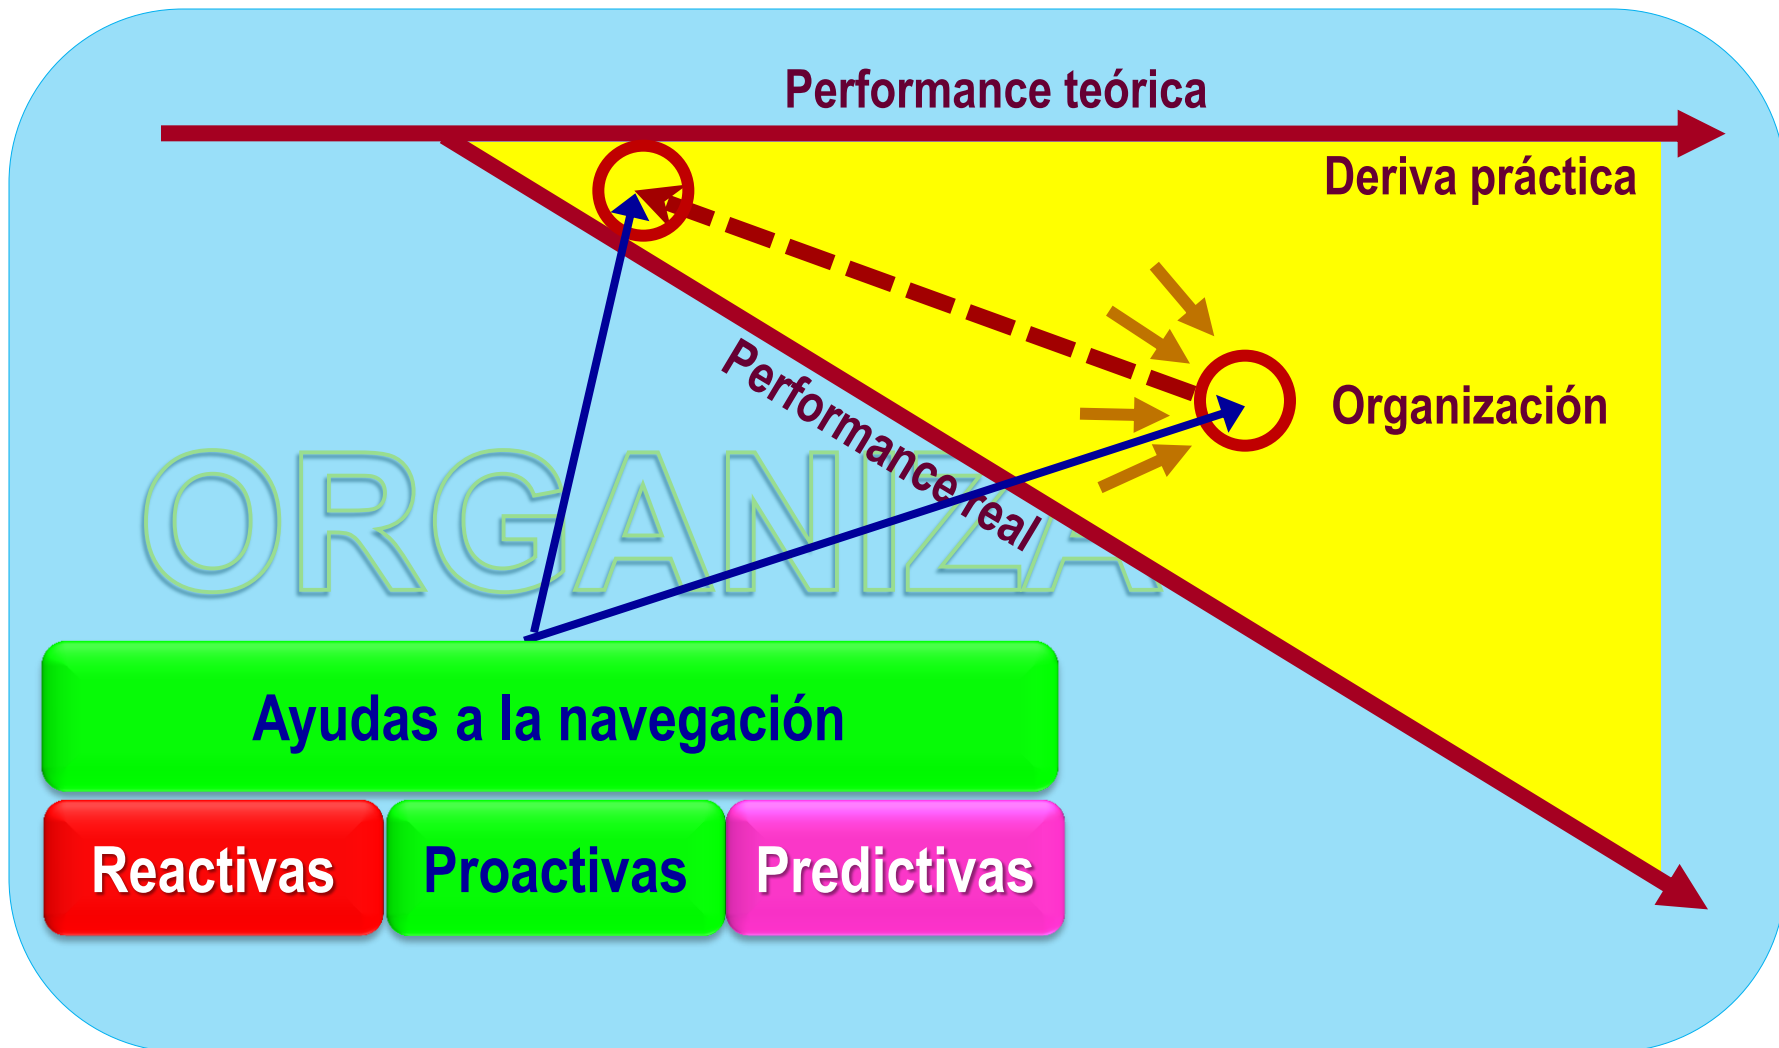 Performance teórica
Deriva práctica
Organización
Performance real
ORGANIZA
Ayudas a la navegación
Reactivas
Proactivas
Predictivas